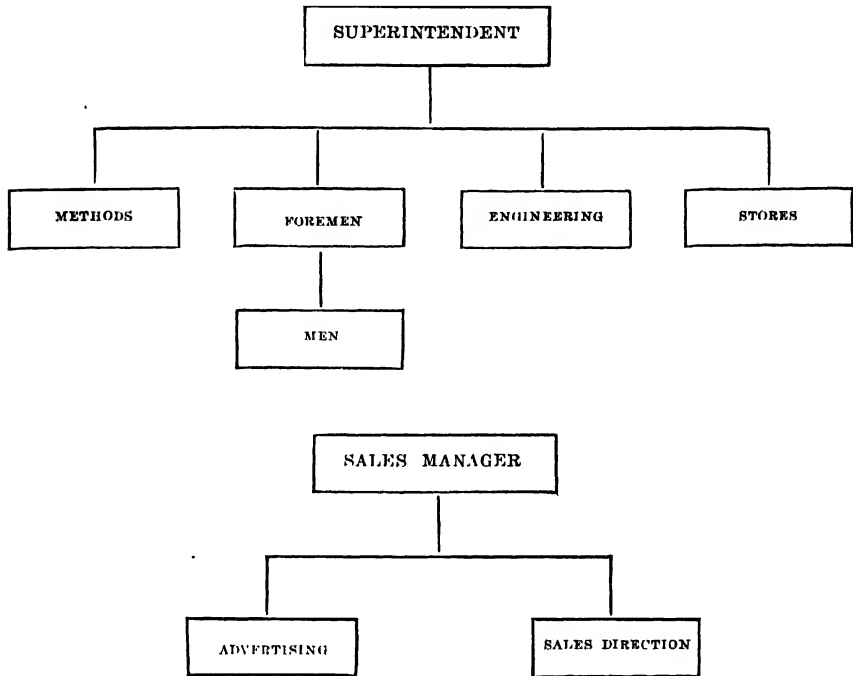 SUPERINTENDENT
METHODS
FOREMEN
ENGINEERING
STORES
MEN
SALES MANAGER
ADVERTISING
SALES DIRECTION